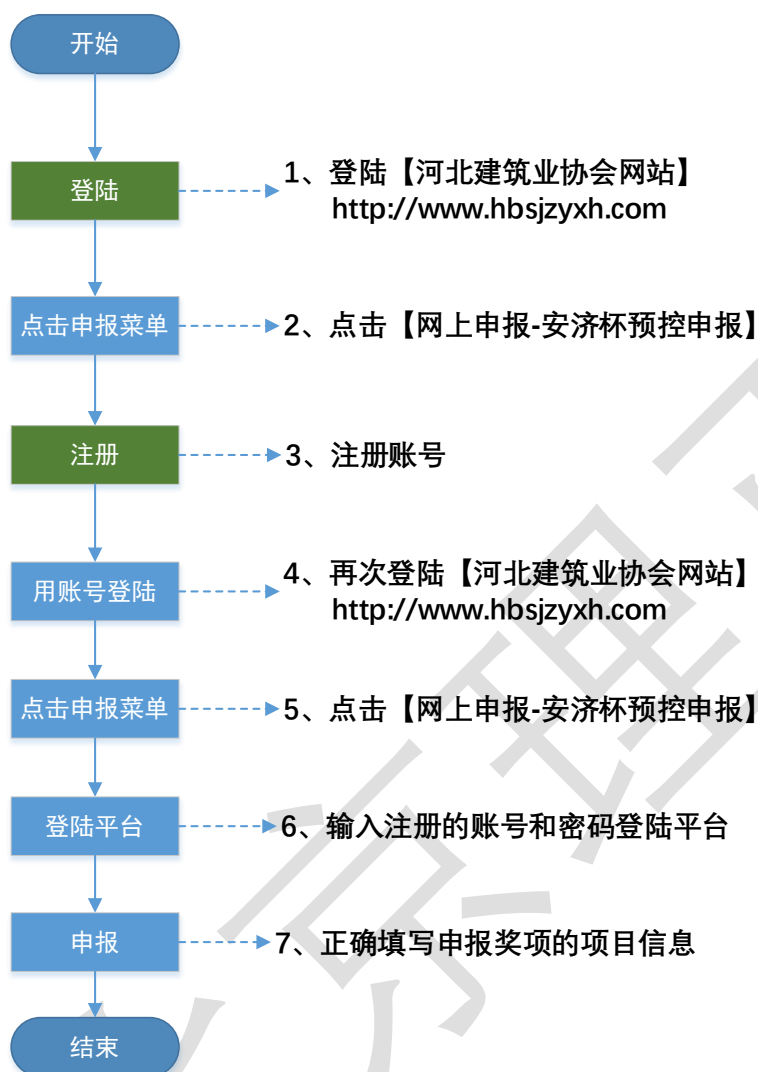 开始
登陆
1、登陆【河北建筑业协会网站】
http://www.hbsjzyxh.com
点击申报菜单
2、点击【网上申报-安济杯预控申报】
注册
3、注册账号
用账号登陆
4、再次登陆【河北建筑业协会网站】
http://www.hbsjzyxh.com
点击申报菜单
5、点击【网上申报-安济杯预控申报】
登陆平台
6、输入注册的账号和密码登陆平台
申报
7、正确填写申报奖项的项目信息
结束
京理